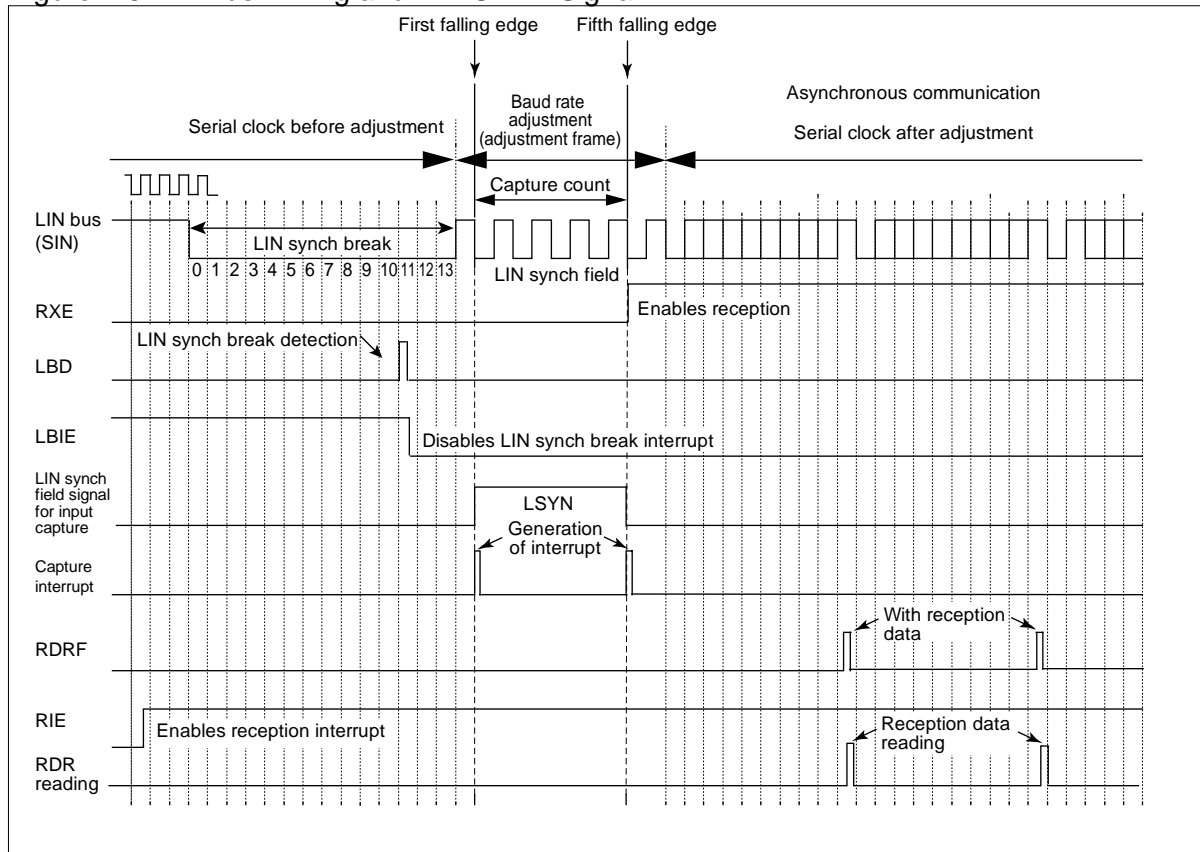 First falling edge Fifth falling edge
Baud rate
adjustment
(adjustment frame)
Asynchronous communication
Serial clock before adjustment
Serial clock after adjustment
Capture count
LIN bus
(SIN)
LIN synch break
0 1 2 3 4 5 6 7 8 9 10 11 12 13
LIN synch field
RXE
Enables reception
LIN synch break detection
LBD
LBIE
Disables LIN synch break interrupt
LIN synch
field signal
for input
capture
LSYN
Generation
of interrupt
Capture
interrupt
With reception
data
RDRF
RIE
Enables reception interrupt
Reception data
reading
RDR
reading